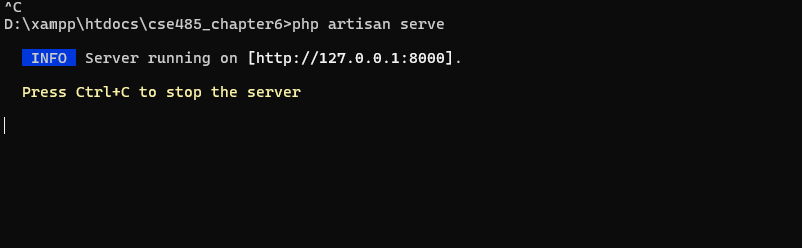 ^C
D:\xampp\htdocs\cse485_chapter6>php artisan serve
INFO Server running on [http://127.0.0.1:8000].
Press Ctrl+C to stop the server